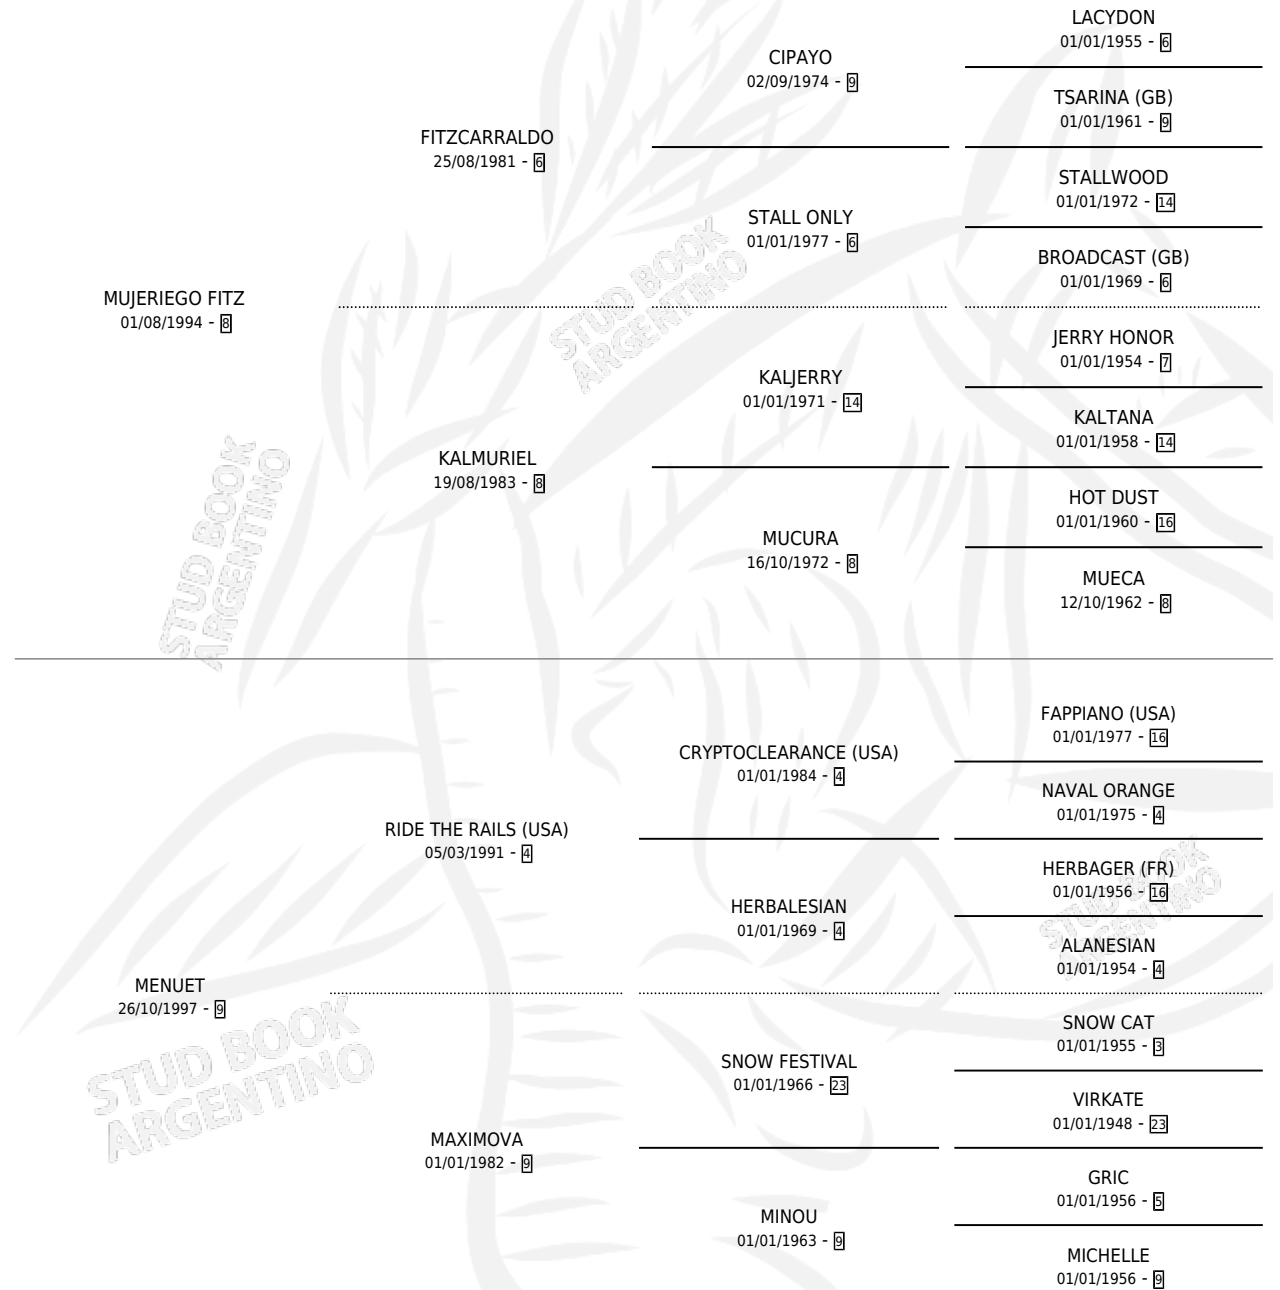 LACYDON
01/01/1955 - 6
CIPAYO
02/09/1974 - 9
TSARINA (GB)
01/01/1961 - 9
FITZCARRALDO
25/08/1981 - 6
STALLWOOD
01/01/1972 - 14
STALL ONLY
01/01/1977 - 6
BROADCAST (GB)
01/01/1969 - 6
MUJERIEGO FITZ
01/08/1994 - 8
JERRY HONOR
01/01/1954 - 7
KALJERRY
01/01/1971 - 14
KALTANA
01/01/1958 - 14
KALMURIEL
19/08/1983 - 8
HOT DUST
01/01/1960 - 16
MUCURA
16/10/1972 - 8
MUECA
12/10/1962 - 8
FAPPIANO (USA)
01/01/1977 - 16
CRYPTOCLEARANCE (USA)
01/01/1984 - 4
NAVAL ORANGE
01/01/1975 - 4
RIDE THE RAILS (USA)
05/03/1991 - 4
HERBAGER (FR)
01/01/1956 - 16
HERBALESIAN
01/01/1969 - 4
ALANESIAN
01/01/1954 - 4
MENUET
26/10/1997 - 9
SNOW CAT
01/01/1955 - 3
SNOW FESTIVAL
01/01/1966 - 23
VIRKATE
01/01/1948 - 23
MAXIMOVA
01/01/1982 - 9
GRIC
01/01/1956 - 5
MINOU
01/01/1963 - 9
MICHELLE
01/01/1956 - 9
STUD BOOK
ARGENTINO
STUD BOOK
ARGENTINO
STUD BOOK
ARGENTINO
STUD BOOK
ARGENTINO